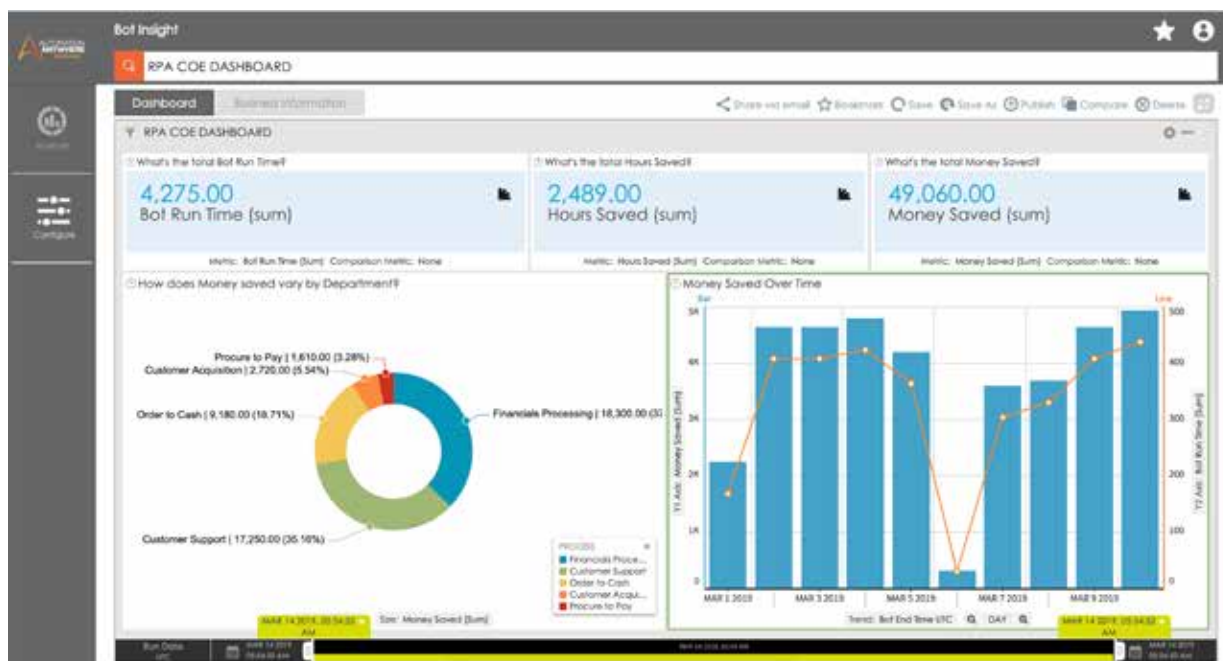 AUTOMATION
ANYWHERE
Bot Insight
RPA COE DASHBOARD
Dashboard
Business Information
Share via email
Bookmark
Save
Save As
Publish
Compare
Delete
Configure
RPA COE DASHBOARD
What's the total Bot Run Time?
4,275.00
Bot Run Time (sum)
Metric: Bot Run Time (Sum) Comparison Metric: None
What's the total Hours Saved?
2,489.00
Hours Saved (sum)
Metric: Hours Saved (Sum) Comparison Metric: None
What's the total Money Saved?
49,060.00
Money Saved (sum)
Metric: Money Saved (Sum) Comparison Metric: None
How does Money saved vary by Department?
Procure to Pay | 1,610.00 (3.28%)
Customer Acquisition | 2,720.00 (5.54%)
Order to Cash | 9,180.00 (18.71%)
Financials Processing | 18,300.00 (37
Customer Support | 17,250.00 (35.16%)
PROCESS
Financials Proce...
Customer Support
Order to Cash
Customer Acqui...
Procure to Pay
Size: Money Saved (Sum)
Money Saved Over Time
Bar
Line
5K
4K
3K
2K
1K
0
Y1 Axis: Money Saved (Sum)
500
400
300
200
100
0
Y2 Axis: Bot Run Time (Sum)
MAR 1 2019
MAR 3 2019
MAR 5 2019
MAR 7 2019
MAR 9 2019
Trend: Bot End Time UTC
DAY
Run Date
UTC
MAR 14 2019
MAR 14 2019